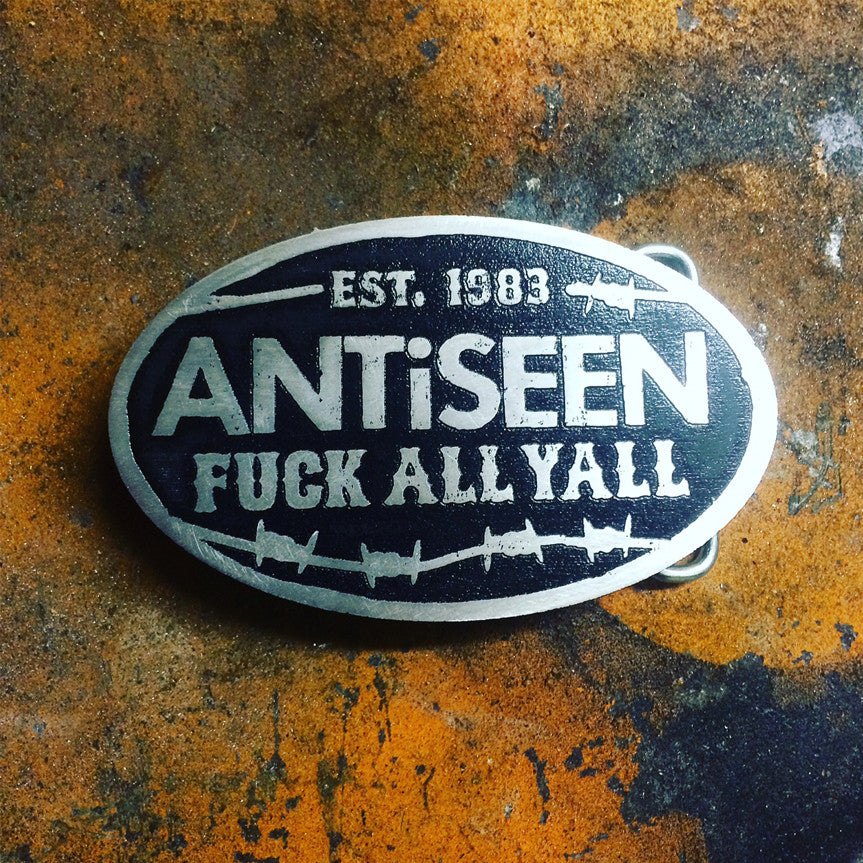 EST. 1983
ANTiSEEN
FUCK ALL YALL